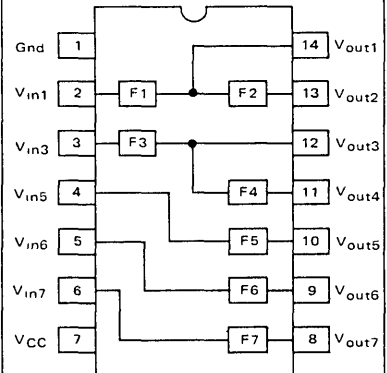 Gnd 1 14 Vout1
Vin1 2 F1 F2 13 Vout2
Vin3 3 F3 12 Vout3
Vin5 4 F4 11 Vout4
Vin6 5 F5 10 Vout5
Vin7 6 F6 9 Vout6
VCC 7 F7 8 Vout7